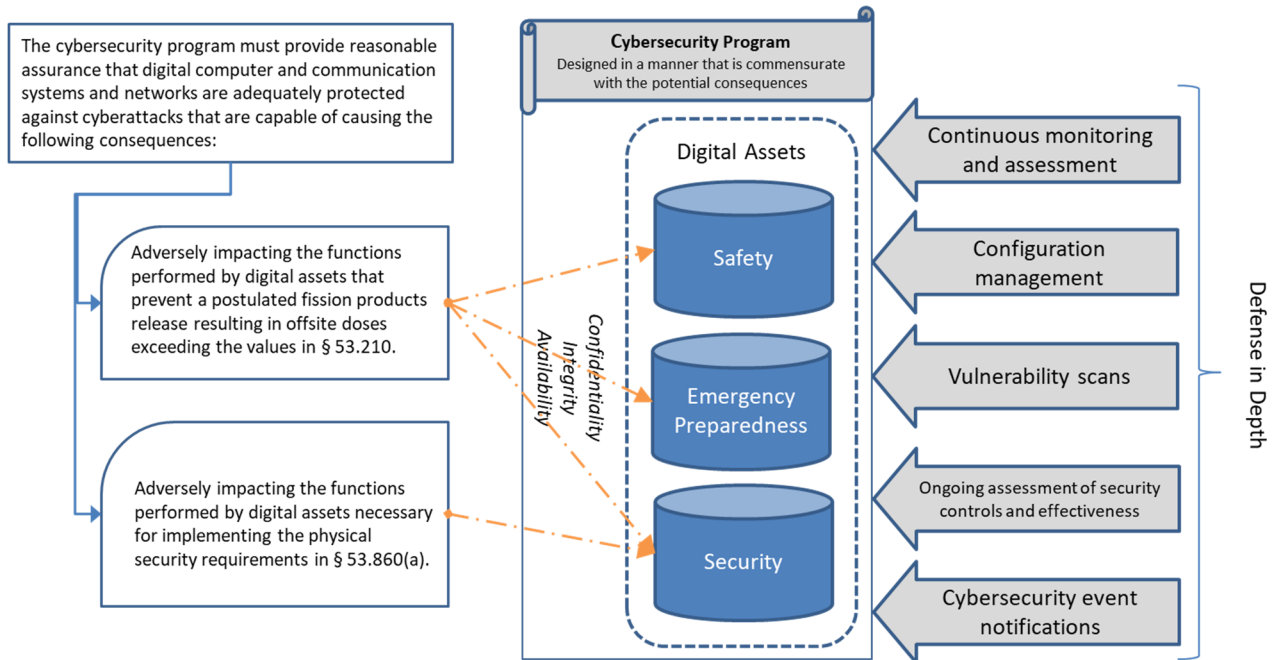 The cybersecurity program must provide reasonable
assurance that digital computer and communication
systems and networks are adequately protected
against cyberattacks that are capable of causing the
following consequences:
Adversely impacting the functions
performed by digital assets that
prevent a postulated fission products
release resulting in offsite doses
exceeding the values in § 53.210.
Adversely impacting the functions
performed by digital assets necessary
for implementing the physical
security requirements in § 53.860(a).
Confidentiality
Integrity
Availability
Cybersecurity Program
Designed in a manner that is commensurate
with the potential consequences
Digital Assets
Safety
Emergency
Preparedness
Security
Continuous monitoring
and assessment
Configuration
management
Vulnerability scans
Ongoing assessment of security
controls and effectiveness
Cybersecurity event
notifications
Defense in Depth